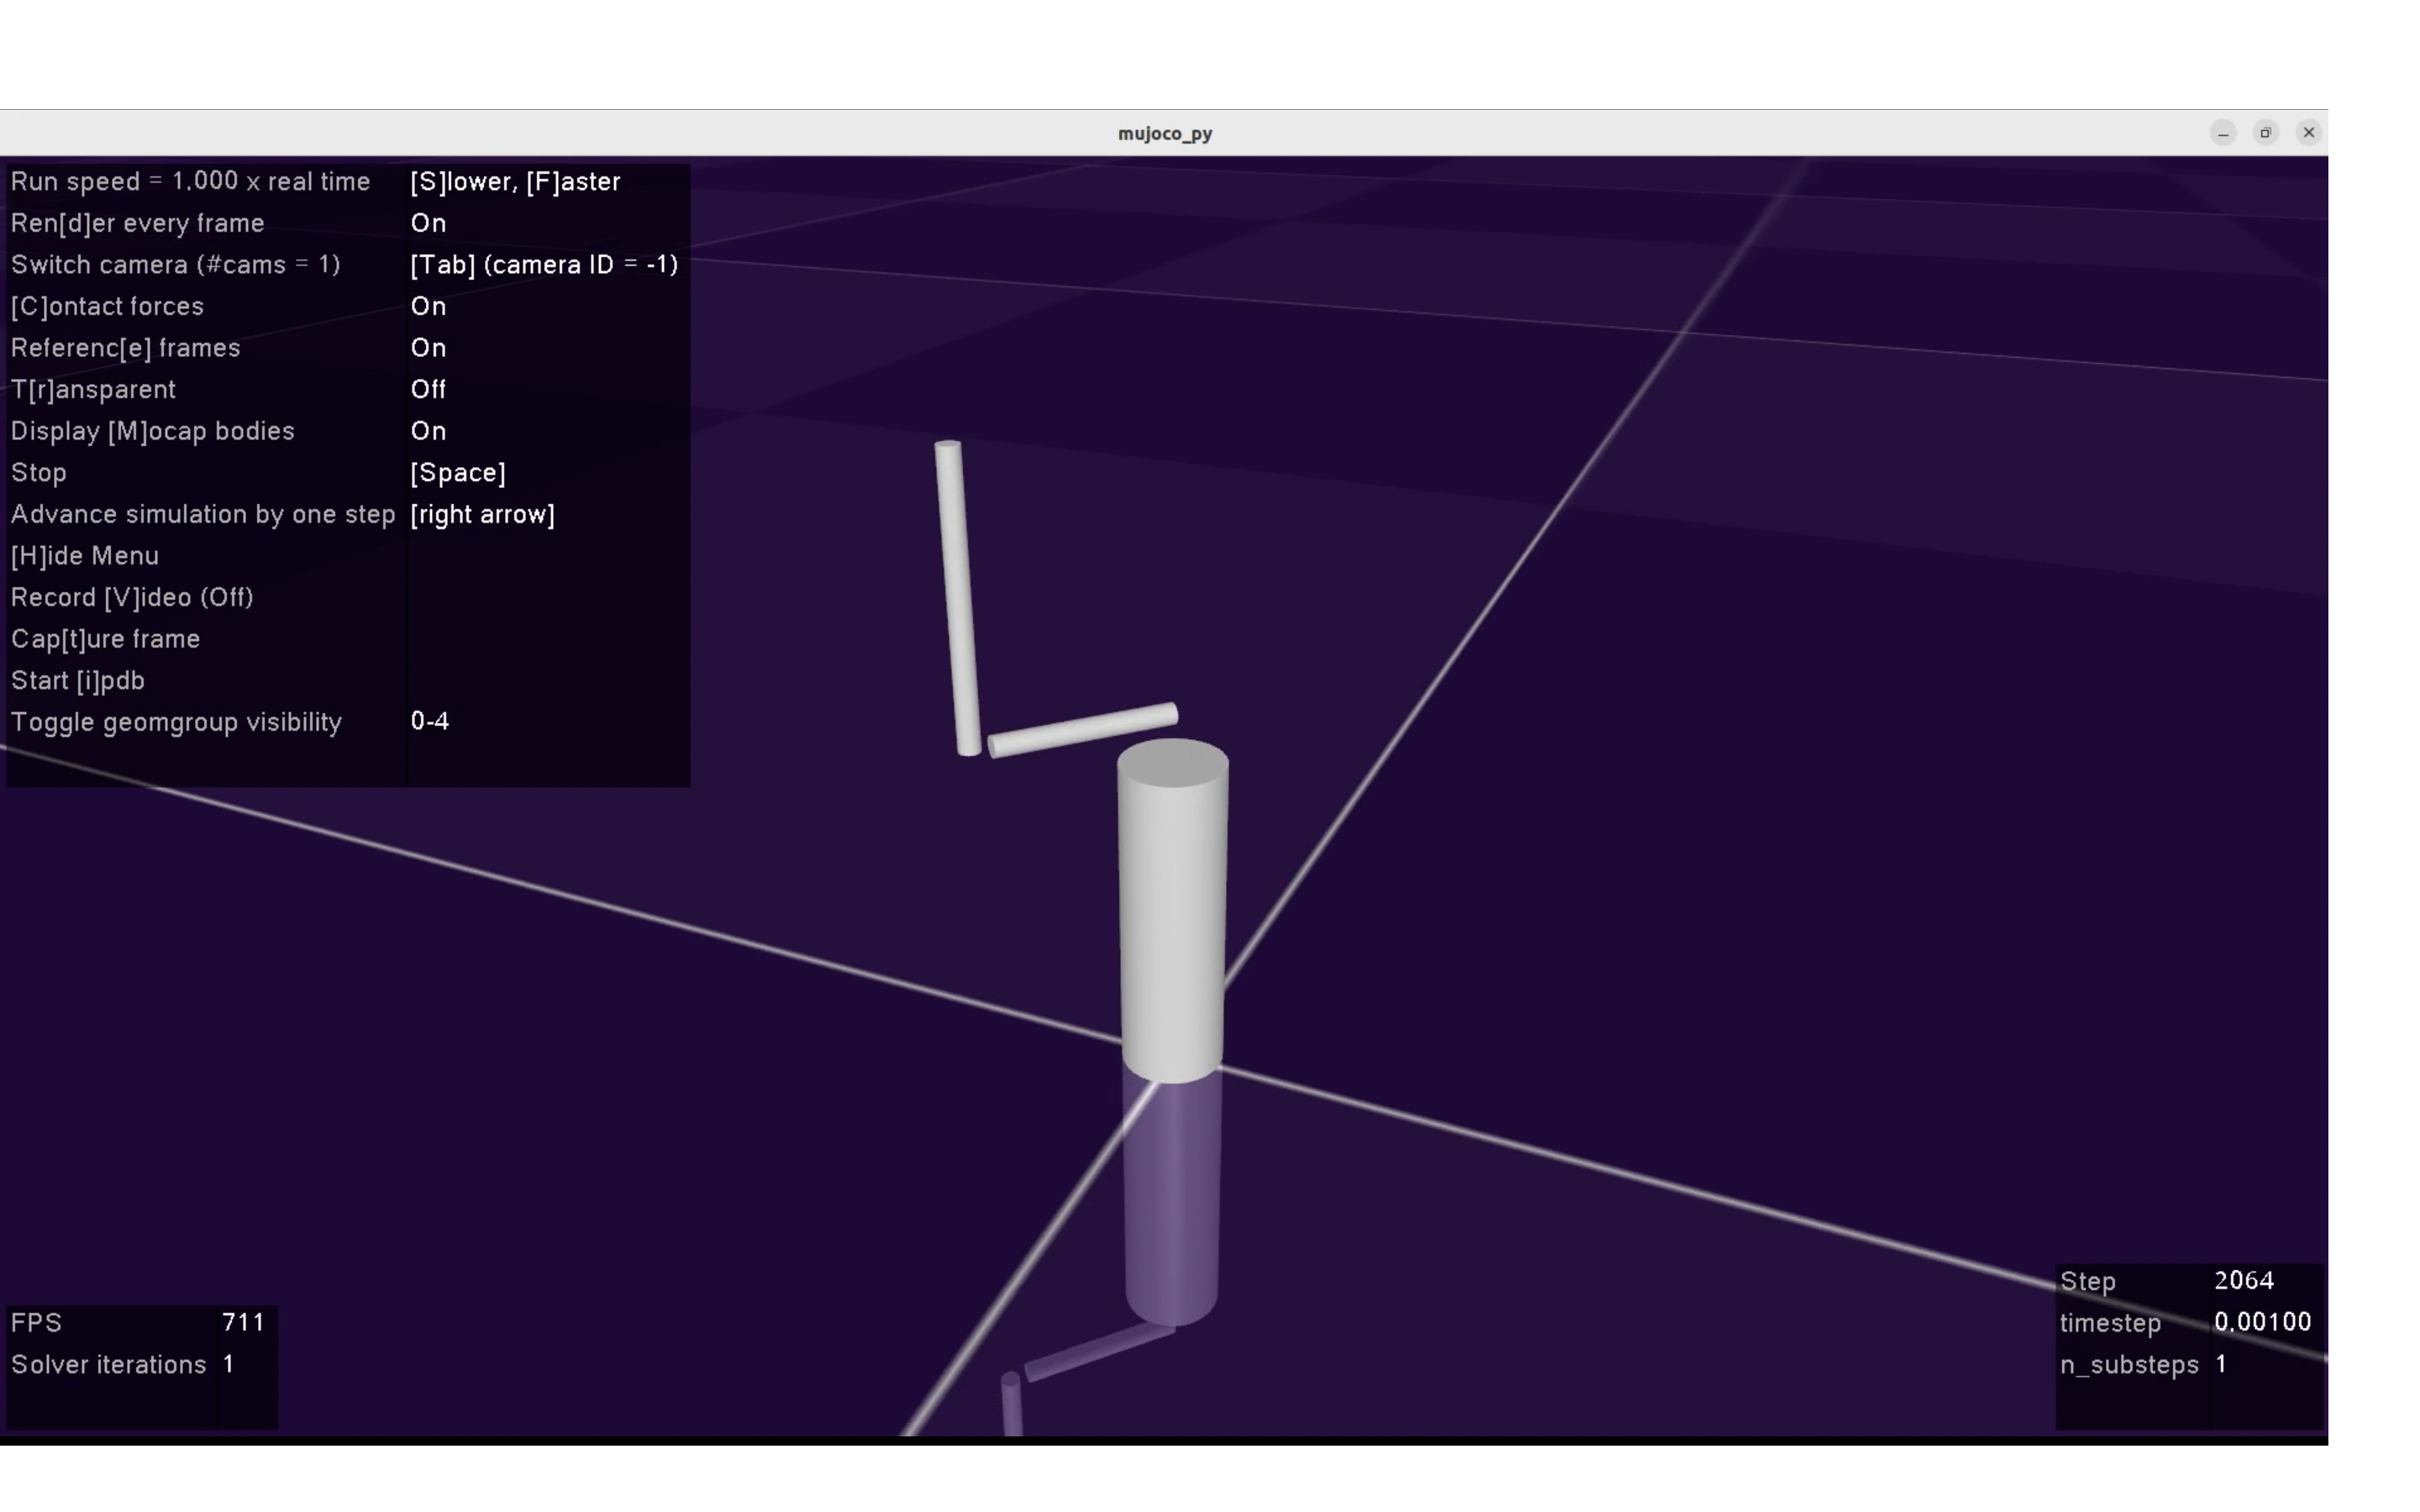 mujoco_py
Run speed = 1.000 x real time [S]lower, [F]aster
Ren[d]er every frame On
Switch camera (#cams = 1) [Tab] (camera ID = -1)
[C]ontact forces On
Referenc[e] frames On
T[r]ansparent Off
Display [M]ocap bodies On
Stop [Space]
Advance simulation by one step [right arrow]
[H]ide Menu
Record [V]ideo (Off)
Cap[t]ure frame
Start [i]pdb
Toggle geomgroup visibility 0-4
FPS 711
Solver iterations 1
Step 2064
timestep 0.00100
n_substeps 1